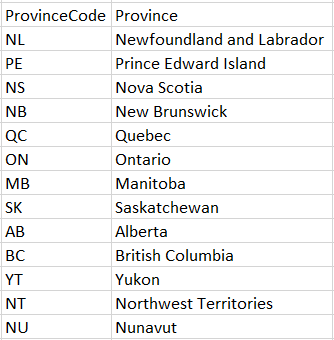 ProvinceCode Province
NL Newfoundland and Labrador
PE Prince Edward Island
NS Nova Scotia
NB New Brunswick
QC Quebec
ON Ontario
MB Manitoba
SK Saskatchewan
AB Alberta
BC British Columbia
YT Yukon
NT Northwest Territories
NU Nunavut